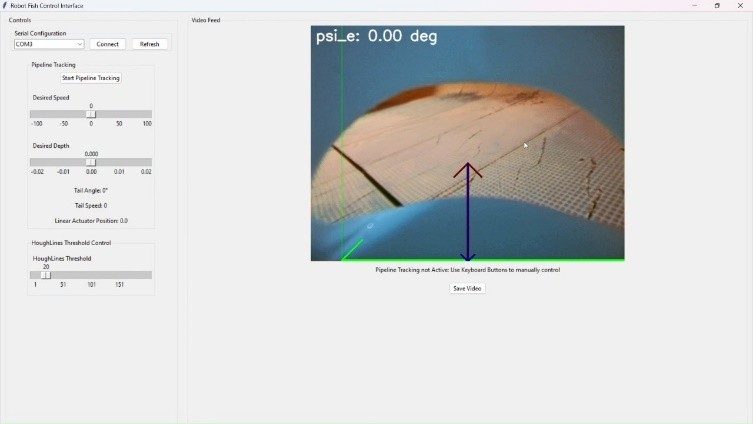 Robot Fish Control Interface
Controls
Serial Configuration
COM3
Connect
Refresh
Pipeline Tracking
Start Pipeline Tracking
Desired Speed
0
-100 -50 0 50 100
Desired Depth
0.000
-0.02 -0.01 0.00 0.01 0.02
Tail Angle: 0°
Tail Speed: 0
Linear Actuator Position: 0.0
HoughLines Threshold Control
HoughLines Threshold
20
1 51 101 151
Video Feed
psi_e: 0.00 deg
Pipeline Tracking not Active: Use Keyboard Buttons to manually control
Save Video